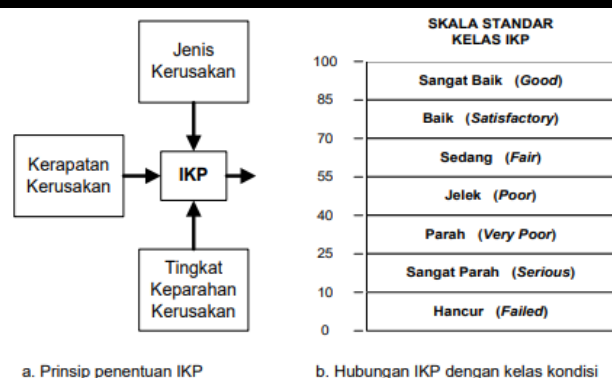 Jenis
Kerusakan
Kerapatan
Kerusakan
IKP
Tingkat
Keparahan
Kerusakan
a. Prinsip penentuan IKP
SKALA STANDAR
KELAS IKP
100
Sangat Baik (Good)
85
Baik (Satisfactory)
70
Sedang (Fair)
55
Jelek (Poor)
40
Parah (Very Poor)
25
Sangat Parah (Serious)
10
Hancur (Failed)
0
b. Hubungan IKP dengan kelas kondisi